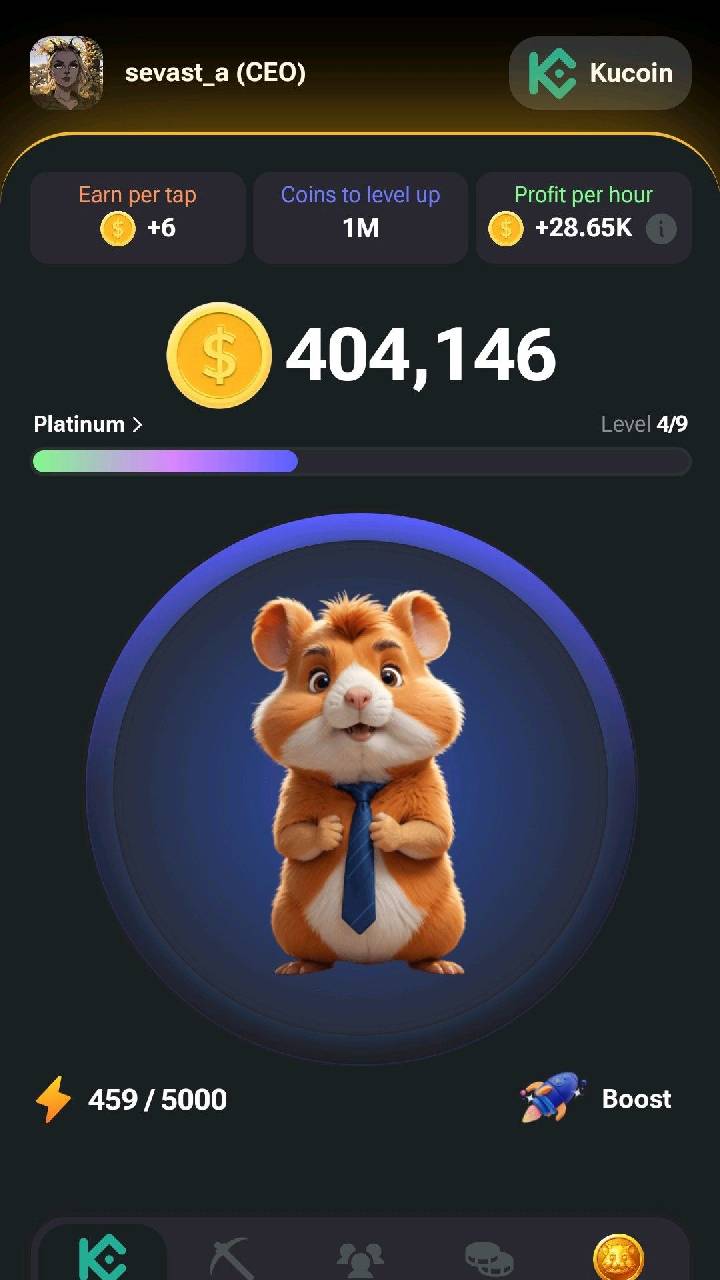 sevast_a (CEO)
Kucoin
Earn per tap
Coins to level up
Profit per hour
+6
1M
+28.65K
404,146
Platinum >
Level 4/9
459 / 5000
Boost